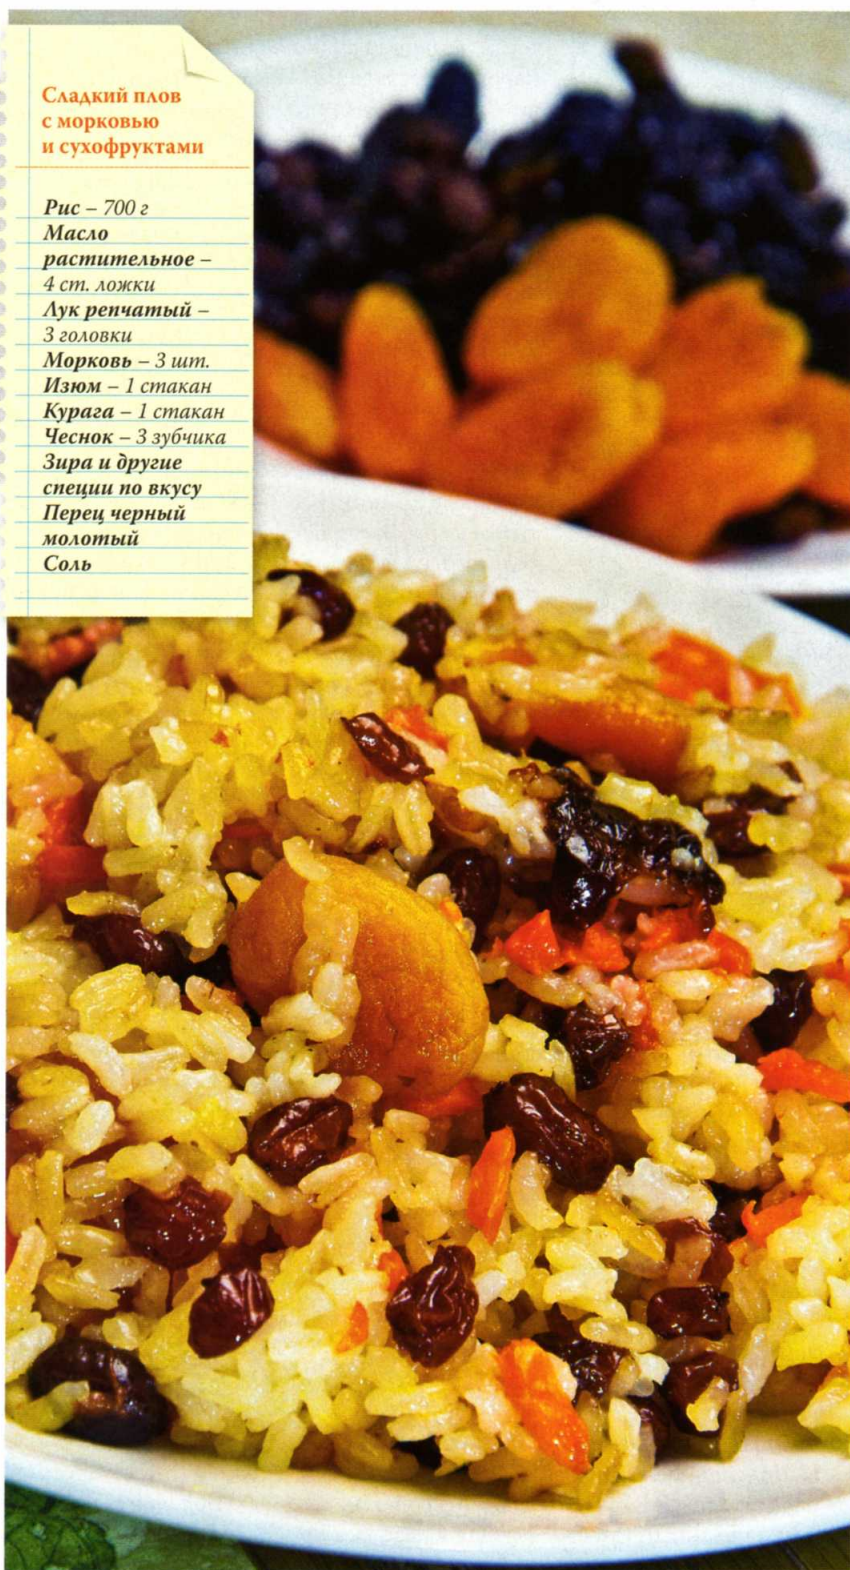 Сладкий плов
с морковью
и сухофруктами
Рис – 700 г
Масло
растительное –
4 ст. ложки
Лук репчатый –
3 головки
Морковь – 3 шт.
Изюм – 1 стакан
Курага – 1 стакан
Чеснок – 3 зубчика
Зира и другие
специи по вкусу
Перец черный
молотый
Соль